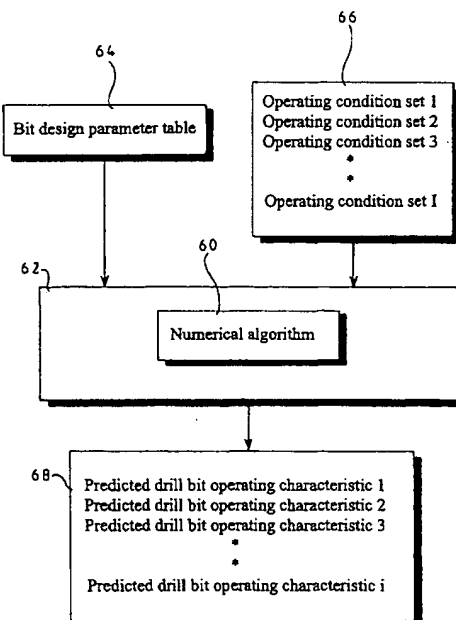 64
66
Bit design parameter table
Operating condition set 1
Operating condition set 2
Operating condition set 3
*
*
Operating condition set I
62
60
Numerical algorithm
68
Predicted drill bit operating characteristic 1
Predicted drill bit operating characteristic 2
Predicted drill bit operating characteristic 3
*
*
Predicted drill bit operating characteristic i